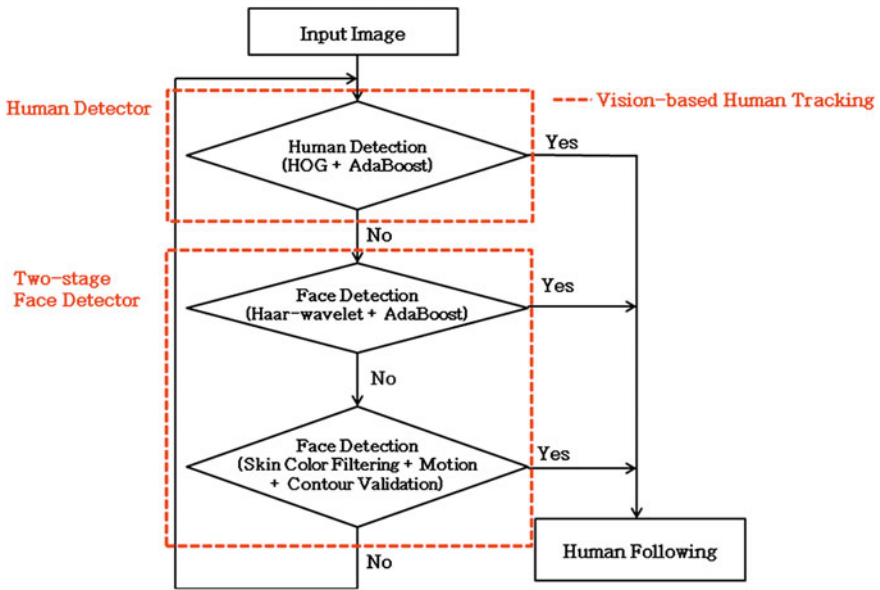 Input Image
Human Detector
Vision-based Human Tracking
Human Detection
(HOG + AdaBoost)
Yes
No
Two-stage
Face Detector
Face Detection
(Haar-wavelet + AdaBoost)
Yes
No
Face Detection
(Skin Color Filtering + Motion
+ Contour Validation)
Yes
No
Human Following